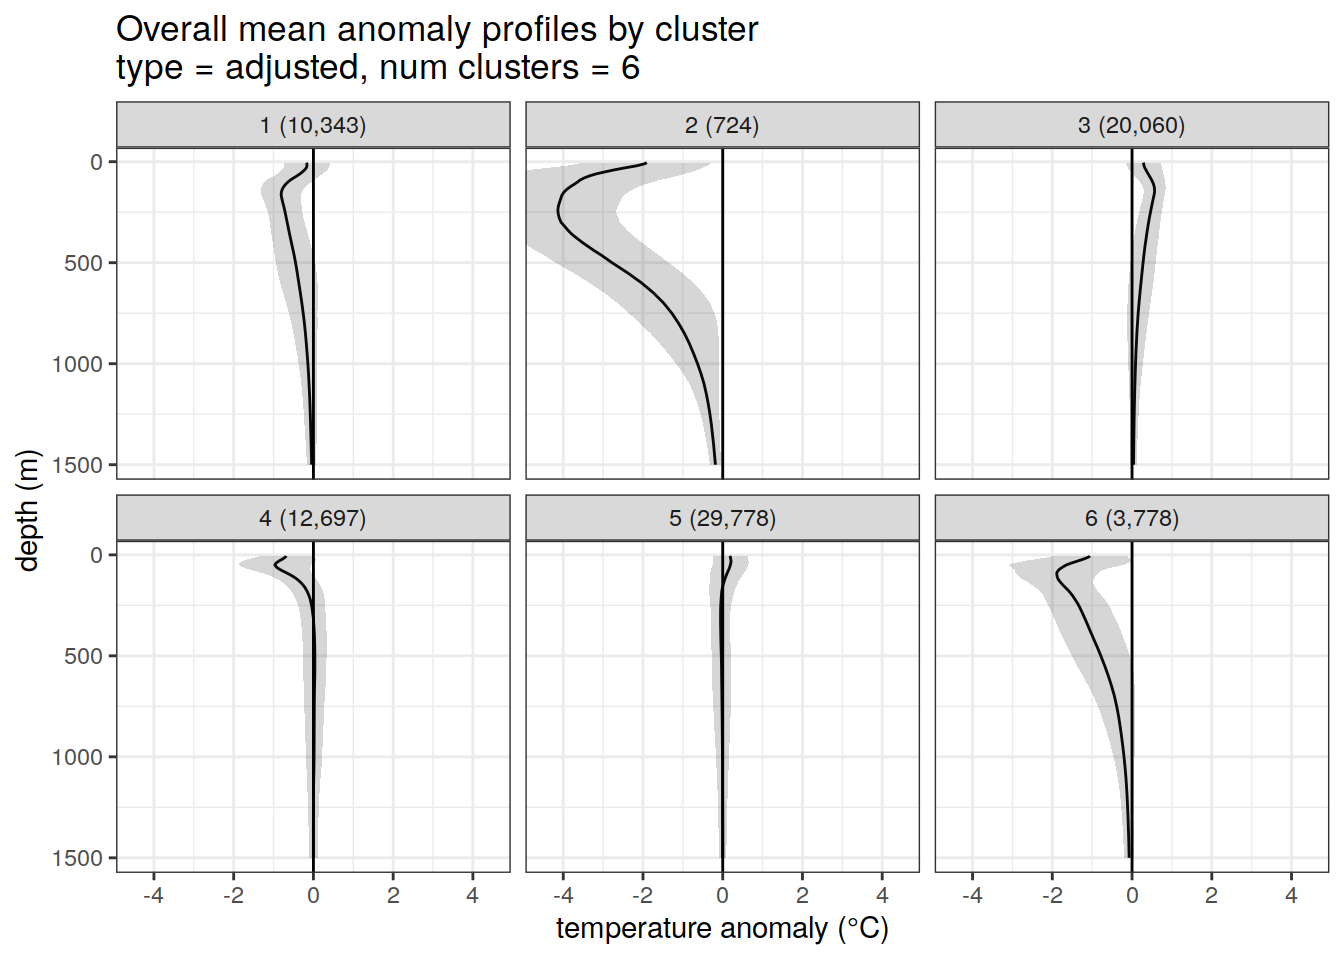 Overall mean anomaly profiles by cluster
type = adjusted, num clusters = 6
1 (10,343)
2 (724)
3 (20,060)
0
500
1000
1500
4 (12,697)
5 (29,778)
6 (3,778)
0
500
1000
1500
-4 -2 0 2 4
-4 -2 0 2 4
-4 -2 0 2 4
depth (m)
temperature anomaly (°C)